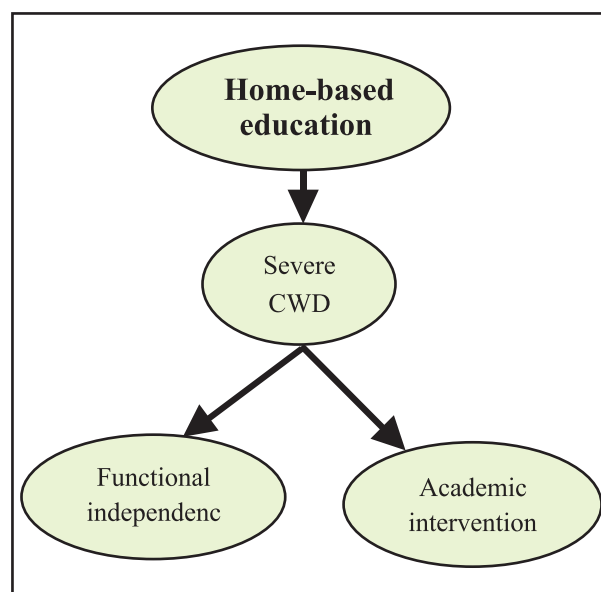 Home-based
education
Severe
CWD
Functional
independenc
Academic
intervention